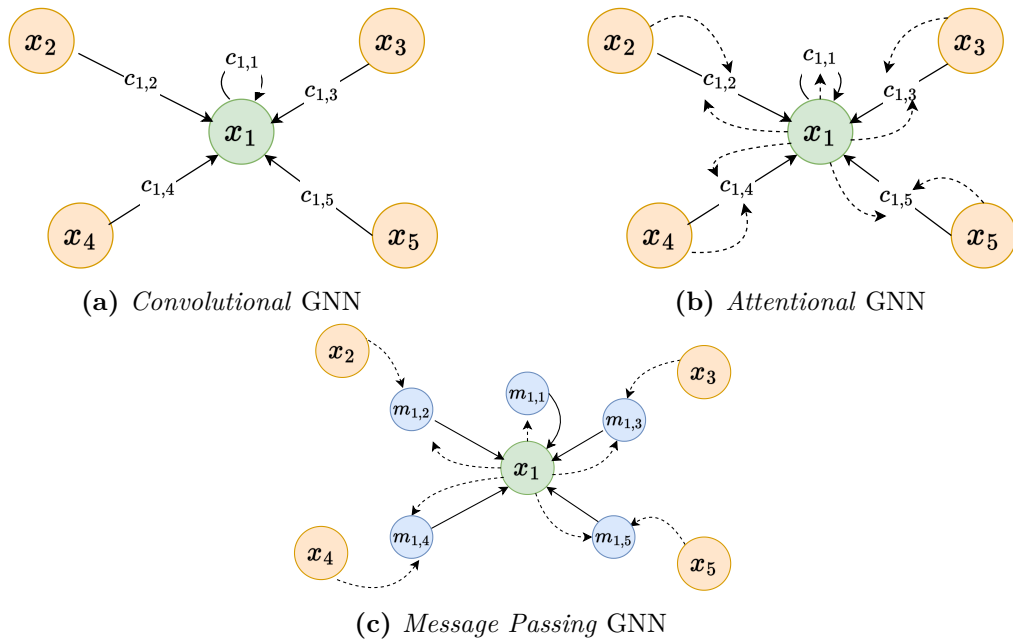 x₂
x₃
c₁,₁
c₁,₂
c₁,₃
x₁
c₁,₄
c₁,₅
x₄
x₅
(a) Convolutional GNN
x₂
x₃
c₁,₁
c₁,₂
c₁,₃
x₁
c₁,₄
c₁,₅
x₄
x₅
(b) Attentional GNN
x₂
x₃
m₁,₁
m₁,₂
m₁,₃
x₁
m₁,₄
m₁,₅
x₄
x₅
(c) Message Passing GNN